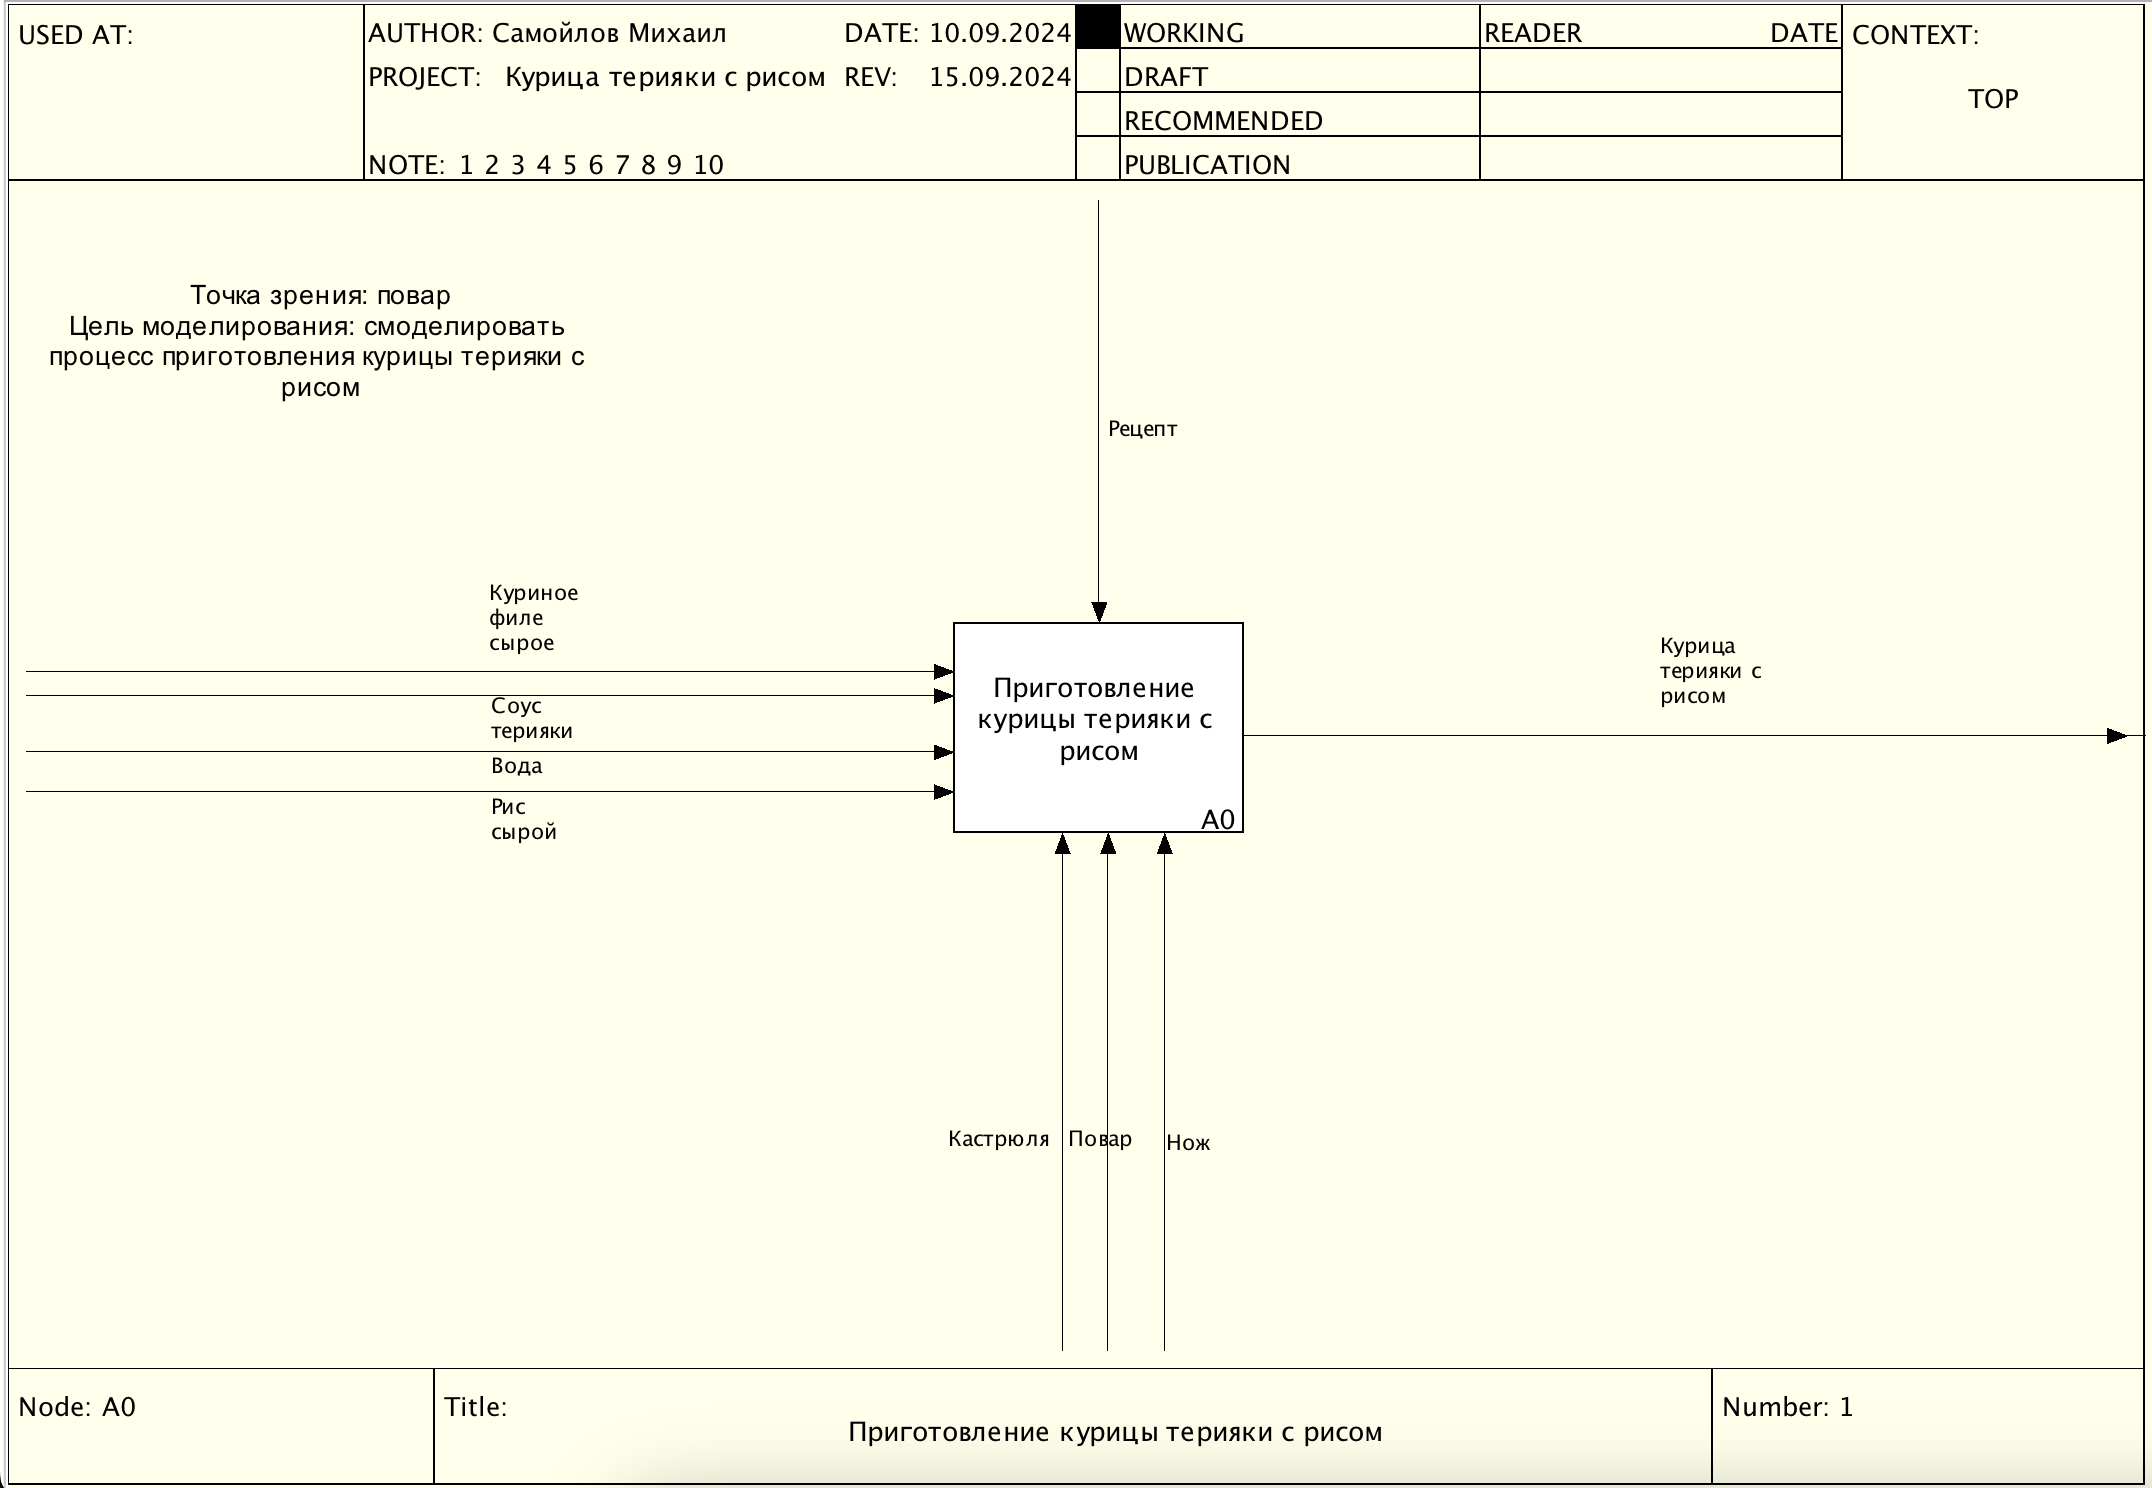 USED AT:
AUTHOR: Самойлов Михаил
DATE: 10.09.2024
PROJECT: Курица терияки с рисом
REV: 15.09.2024
NOTE: 1 2 3 4 5 6 7 8 9 10
WORKING
DRAFT
RECOMMENDED
PUBLICATION
READER
DATE
CONTEXT:
TOP
Точка зрения: повар
Цель моделирования: смоделировать
процесс приготовления курицы терияки с
рисом
Рецепт
Куриное
филе
сырое
Соус
терияки
Вода
Рис
сырой
Приготовление
курицы терияки с
рисом
A0
Курица
терияки с
рисом
Кастрюля
Повар
Нож
Node: A0
Title:
Приготовление курицы терияки с рисом
Number: 1